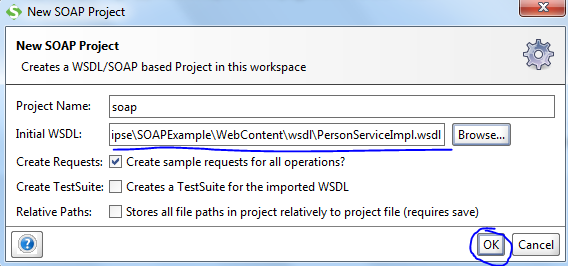 New SOAP Project
New SOAP Project
Creates a WSDL/SOAP based Project in this workspace
Project Name: soap
Initial WSDL: ipse\SOAPExample\WebContent\wsdl\PersonServiceImpl.wsdl Browse...
Create Requests: Create sample requests for all operations?
Create TestSuite: Creates a TestSuite for the imported WSDL
Relative Paths: Stores all file paths in project relatively to project file (requires save)
? OK Cancel